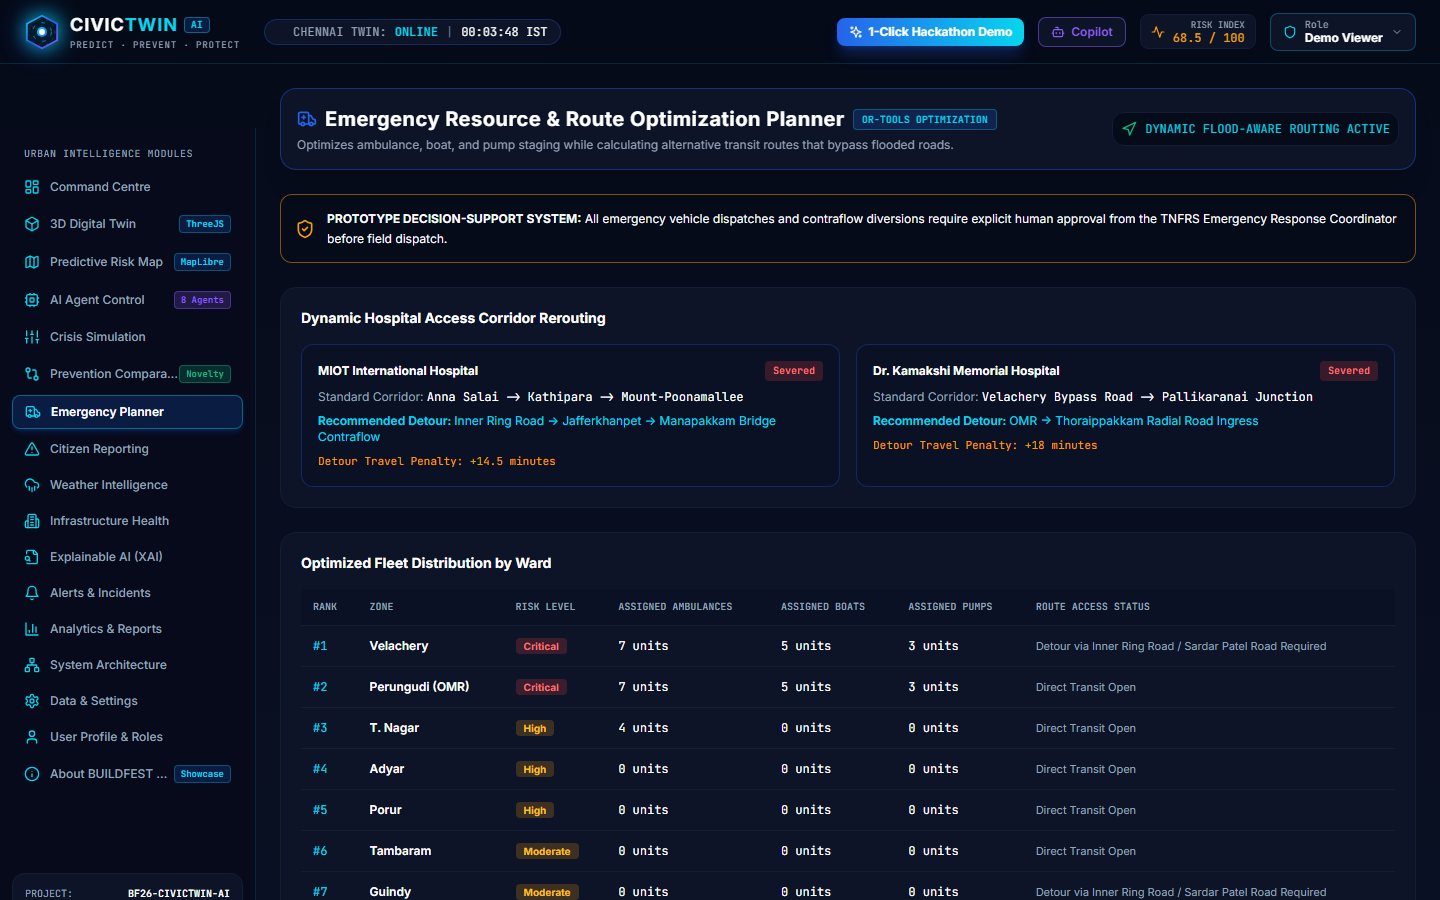 CIVICTWIN AI
PREDICT · PREVENT · PROTECT
CHENNAI TWIN: ONLINE | 00:03:48 IST
1-Click Hackathon Demo
Copilot
RISK INDEX
68.5 / 100
Role
Demo Viewer
URBAN INTELLIGENCE MODULES
Command Centre
3D Digital Twin ThreeJS
Predictive Risk Map MapLibre
AI Agent Control 8 Agents
Crisis Simulation
Prevention Compara... Novelty
Emergency Planner
Citizen Reporting
Weather Intelligence
Infrastructure Health
Explainable AI (XAI)
Alerts & Incidents
Analytics & Reports
System Architecture
Data & Settings
User Profile & Roles
About BUILDFEST ... Showcase
PROJECT: BF26-CIVICTWIN-AI
Emergency Resource & Route Optimization Planner OR-TOOLS OPTIMIZATION
Optimizes ambulance, boat, and pump staging while calculating alternative transit routes that bypass flooded roads.
DYNAMIC FLOOD-AWARE ROUTING ACTIVE
PROTOTYPE DECISION-SUPPORT SYSTEM: All emergency vehicle dispatches and contraflow diversions require explicit human approval from the TNFRS Emergency Response Coordinator
before field dispatch.
Dynamic Hospital Access Corridor Rerouting
MIOT International Hospital Severed
Standard Corridor: Anna Salai → Kathipara → Mount-Poonamallee
Recommended Detour: Inner Ring Road → Jafferkhanpet → Manapakkam Bridge
Contraflow
Detour Travel Penalty: +14.5 minutes
Dr. Kamakshi Memorial Hospital Severed
Standard Corridor: Velachery Bypass Road → Pallikaranai Junction
Recommended Detour: OMR → Thoraippakkam Radial Road Ingress
Detour Travel Penalty: +18 minutes
Optimized Fleet Distribution by Ward
RANK ZONE RISK LEVEL ASSIGNED AMBULANCES ASSIGNED BOATS ASSIGNED PUMPS ROUTE ACCESS STATUS
#1 Velachery Critical 7 units 5 units 3 units Detour via Inner Ring Road / Sardar Patel Road Required
#2 Perungudi (OMR) Critical 7 units 5 units 3 units Direct Transit Open
#3 T. Nagar High 4 units 0 units 0 units Direct Transit Open
#4 Adyar High 0 units 0 units 0 units Direct Transit Open
#5 Porur High 0 units 0 units 0 units Direct Transit Open
#6 Tambaram Moderate 0 units 0 units 0 units Direct Transit Open
#7 Guindy Moderate 0 units 0 units 0 units Detour via Inner Ring Road / Sardar Patel Road Required